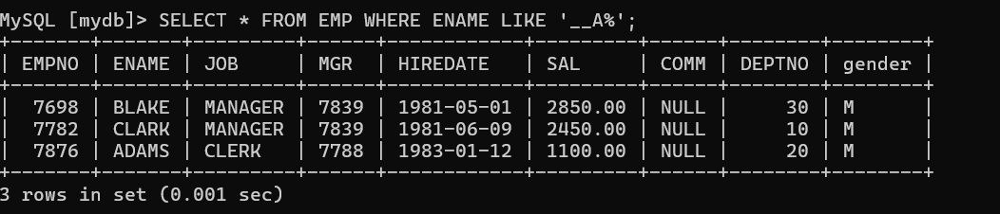 MySQL [mydb]> SELECT * FROM EMP WHERE ENAME LIKE '__A%';
+-------+-------+---------+------+------------+---------+------+--------+--------+
| EMPNO | ENAME | JOB     | MGR  | HIREDATE   | SAL     | COMM | DEPTNO | gender |
+-------+-------+---------+------+------------+---------+------+--------+--------+
|  7698 | BLAKE | MANAGER | 7839 | 1981-05-01 | 2850.00 | NULL |     30 | M      |
|  7782 | CLARK | MANAGER | 7839 | 1981-06-09 | 2450.00 | NULL |     10 | M      |
|  7876 | ADAMS | CLERK   | 7788 | 1983-01-12 | 1100.00 | NULL |     20 | M      |
+-------+-------+---------+------+------------+---------+------+--------+--------+
3 rows in set (0.001 sec)